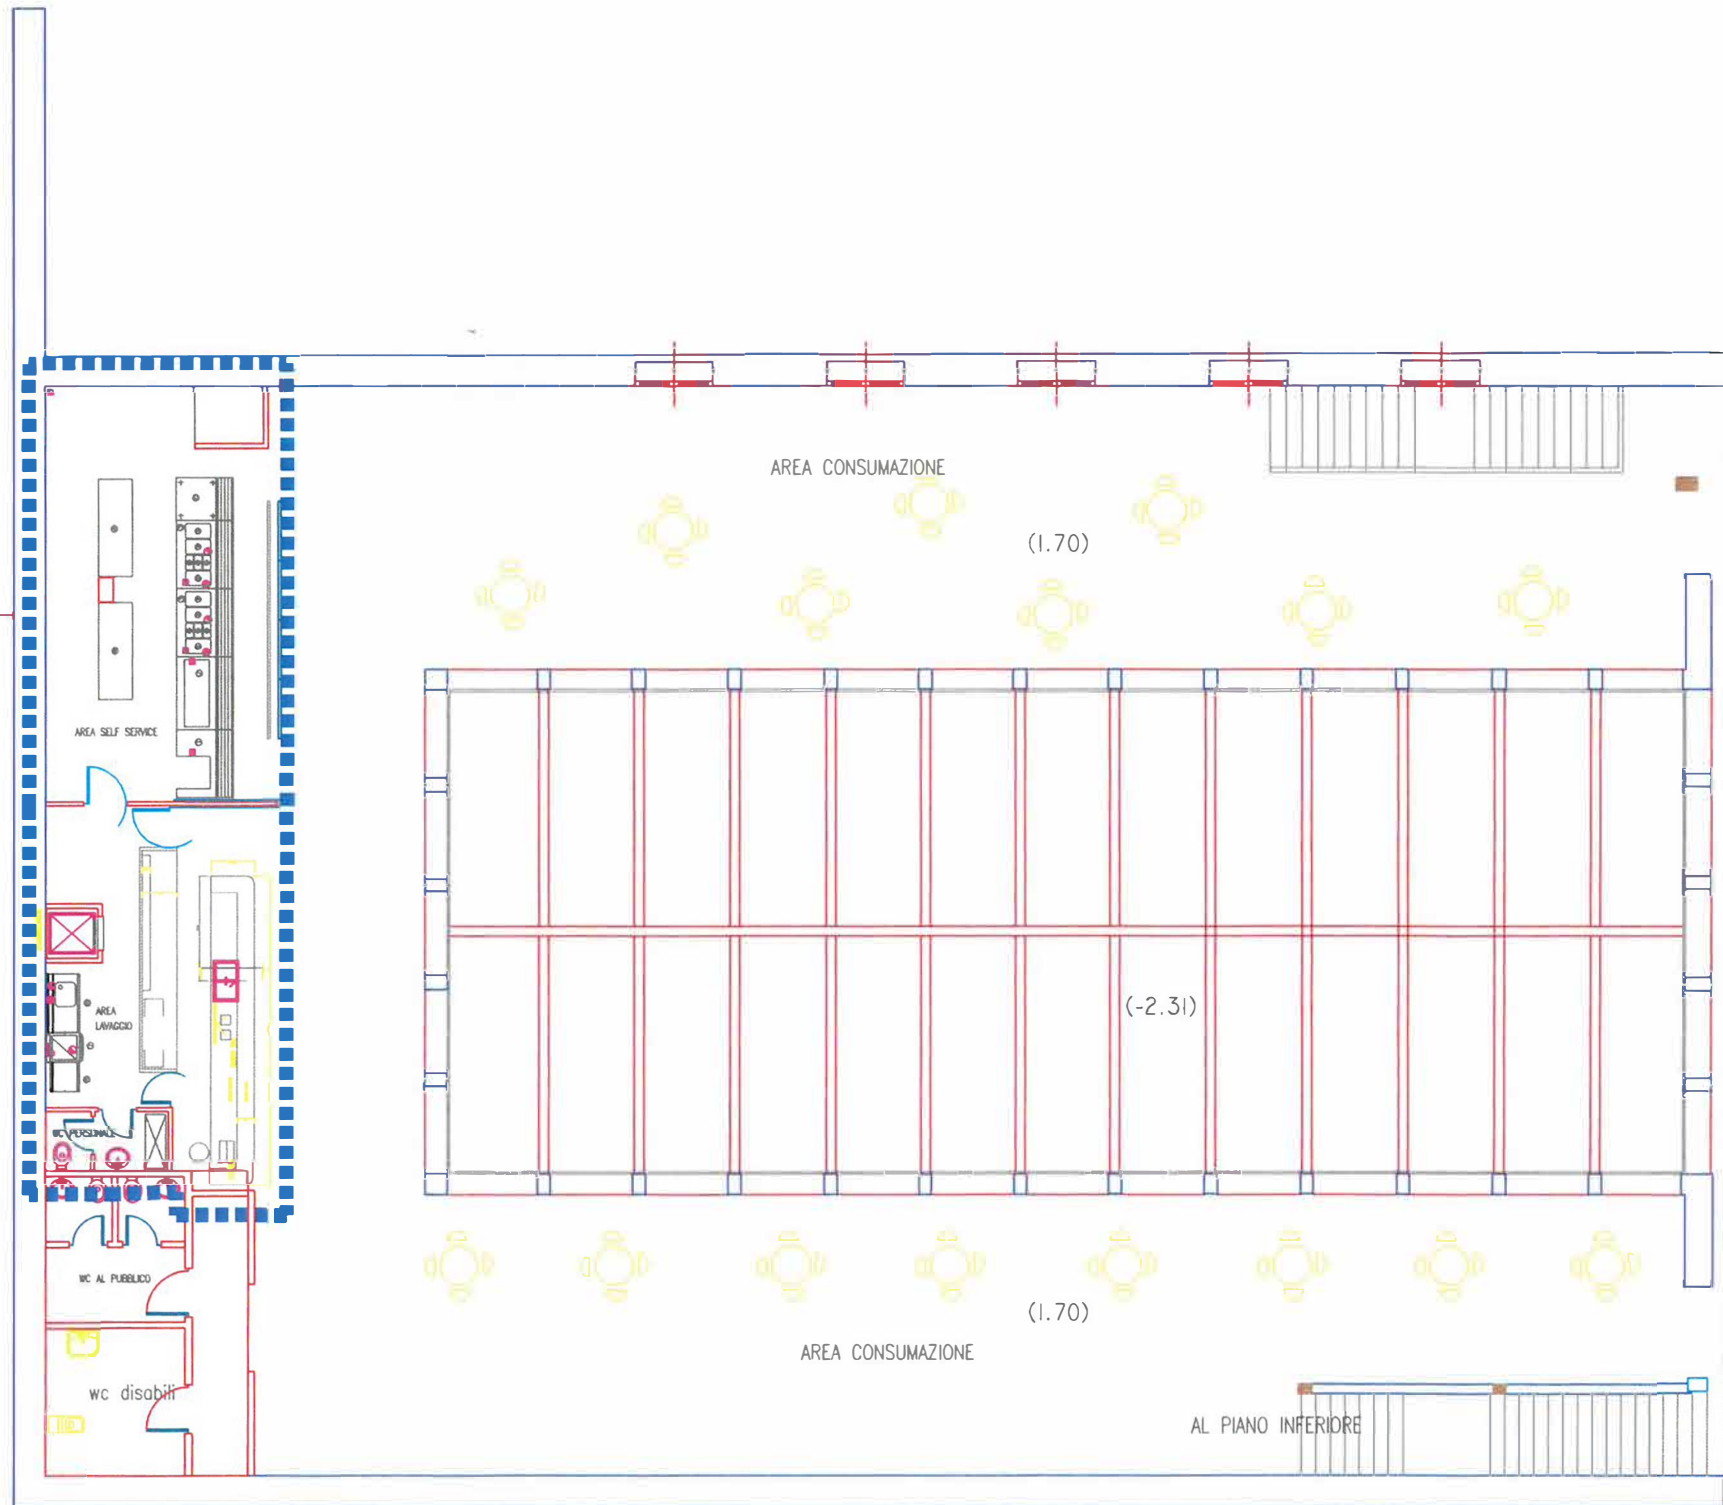 AREA CONSUMAZIONE
(1.70)
AREA SELF SERVICE
(-2.31)
AREA
LAVAGGIO
WC PERSONALE
WC AL PUBBLICO
(1.70)
AREA CONSUMAZIONE
wc disabili
AL PIANO INFERIORE